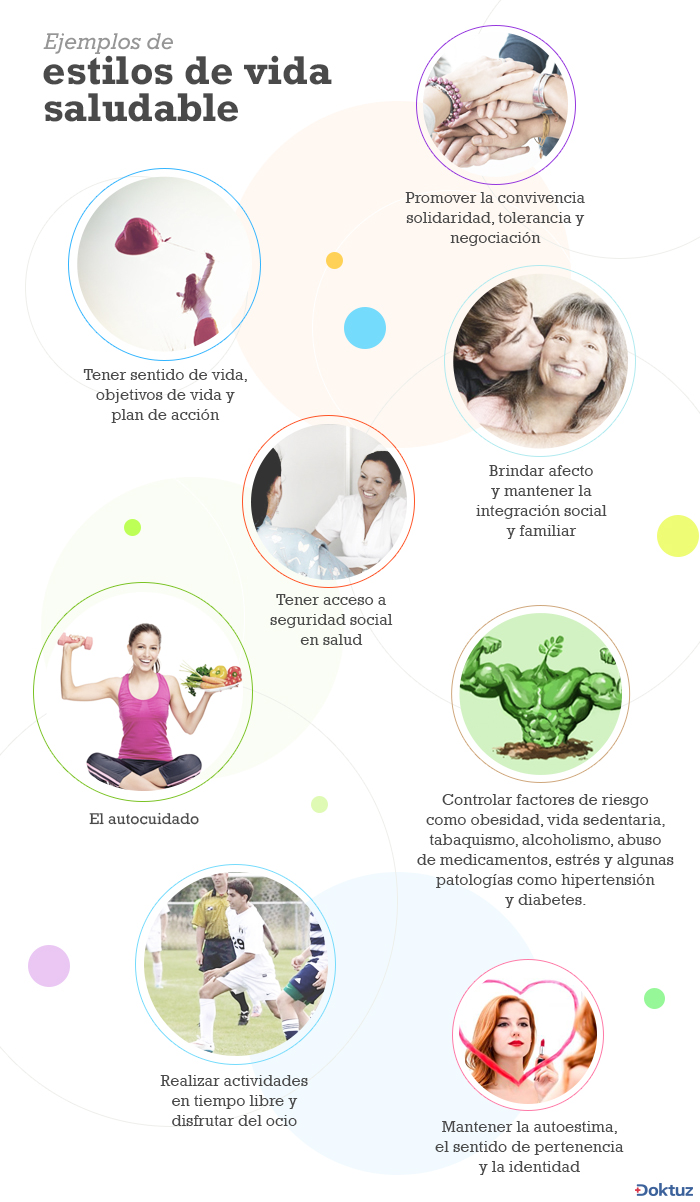 Ejemplos de
estilos de vida
saludable
Promover la convivencia
solidaridad, tolerancia y
negociación
Tener sentido de vida,
objetivos de vida y
plan de acción
Brindar afecto
y mantener la
integración social
y familiar
Tener acceso a
seguridad social
en salud
El autocuidado
Controlar factores de riesgo
como obesidad, vida sedentaria,
tabaquismo, alcoholismo, abuso
de medicamentos, estrés y algunas
patologías como hipertensión
y diabetes.
29
Realizar actividades
en tiempo libre y
disfrutar del ocio
Mantener la autoestima,
el sentido de pertenencia
y la identidad
Doktuz